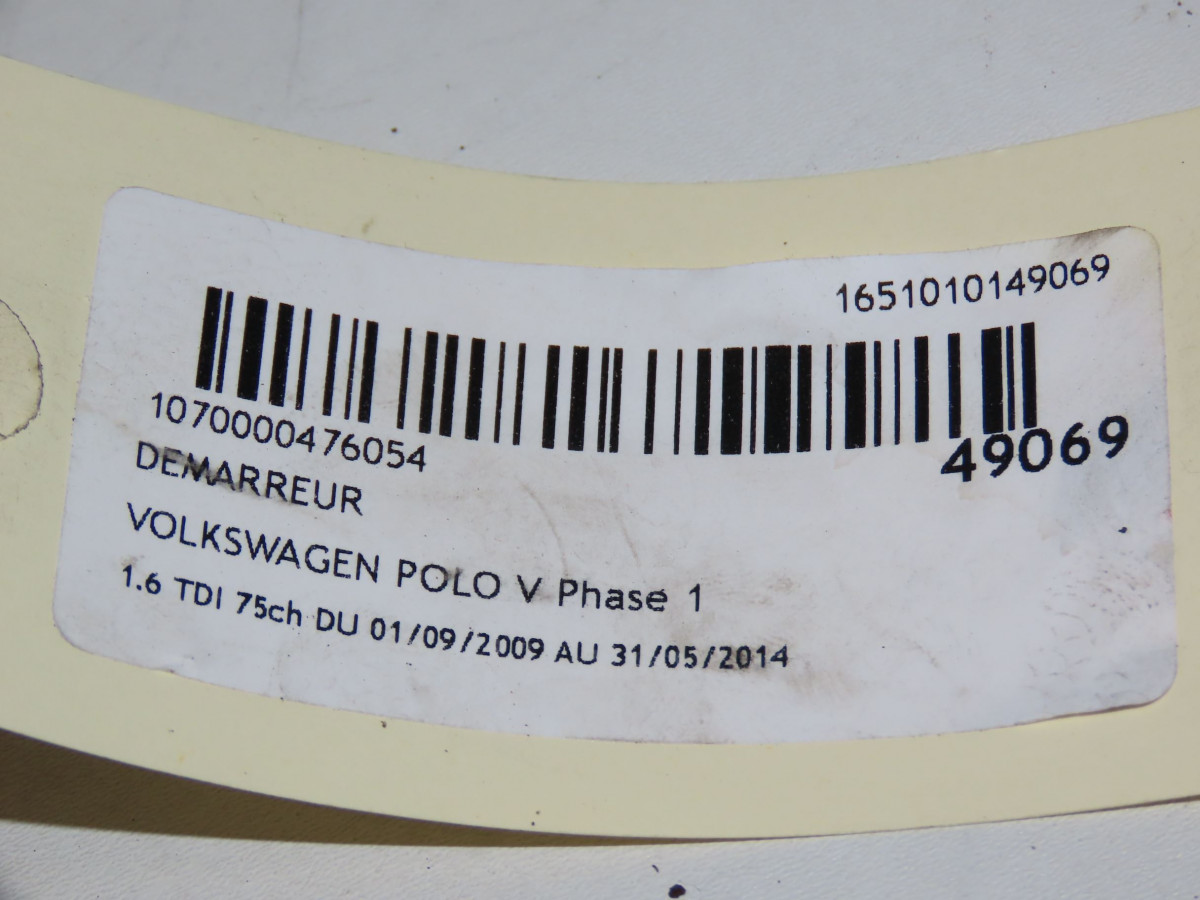 1651010149069
1070000476054
49069
DEMARREUR
VOLKSWAGEN POLO V Phase 1
1.6 TDI 75ch DU 01/09/2009 AU 31/05/2014